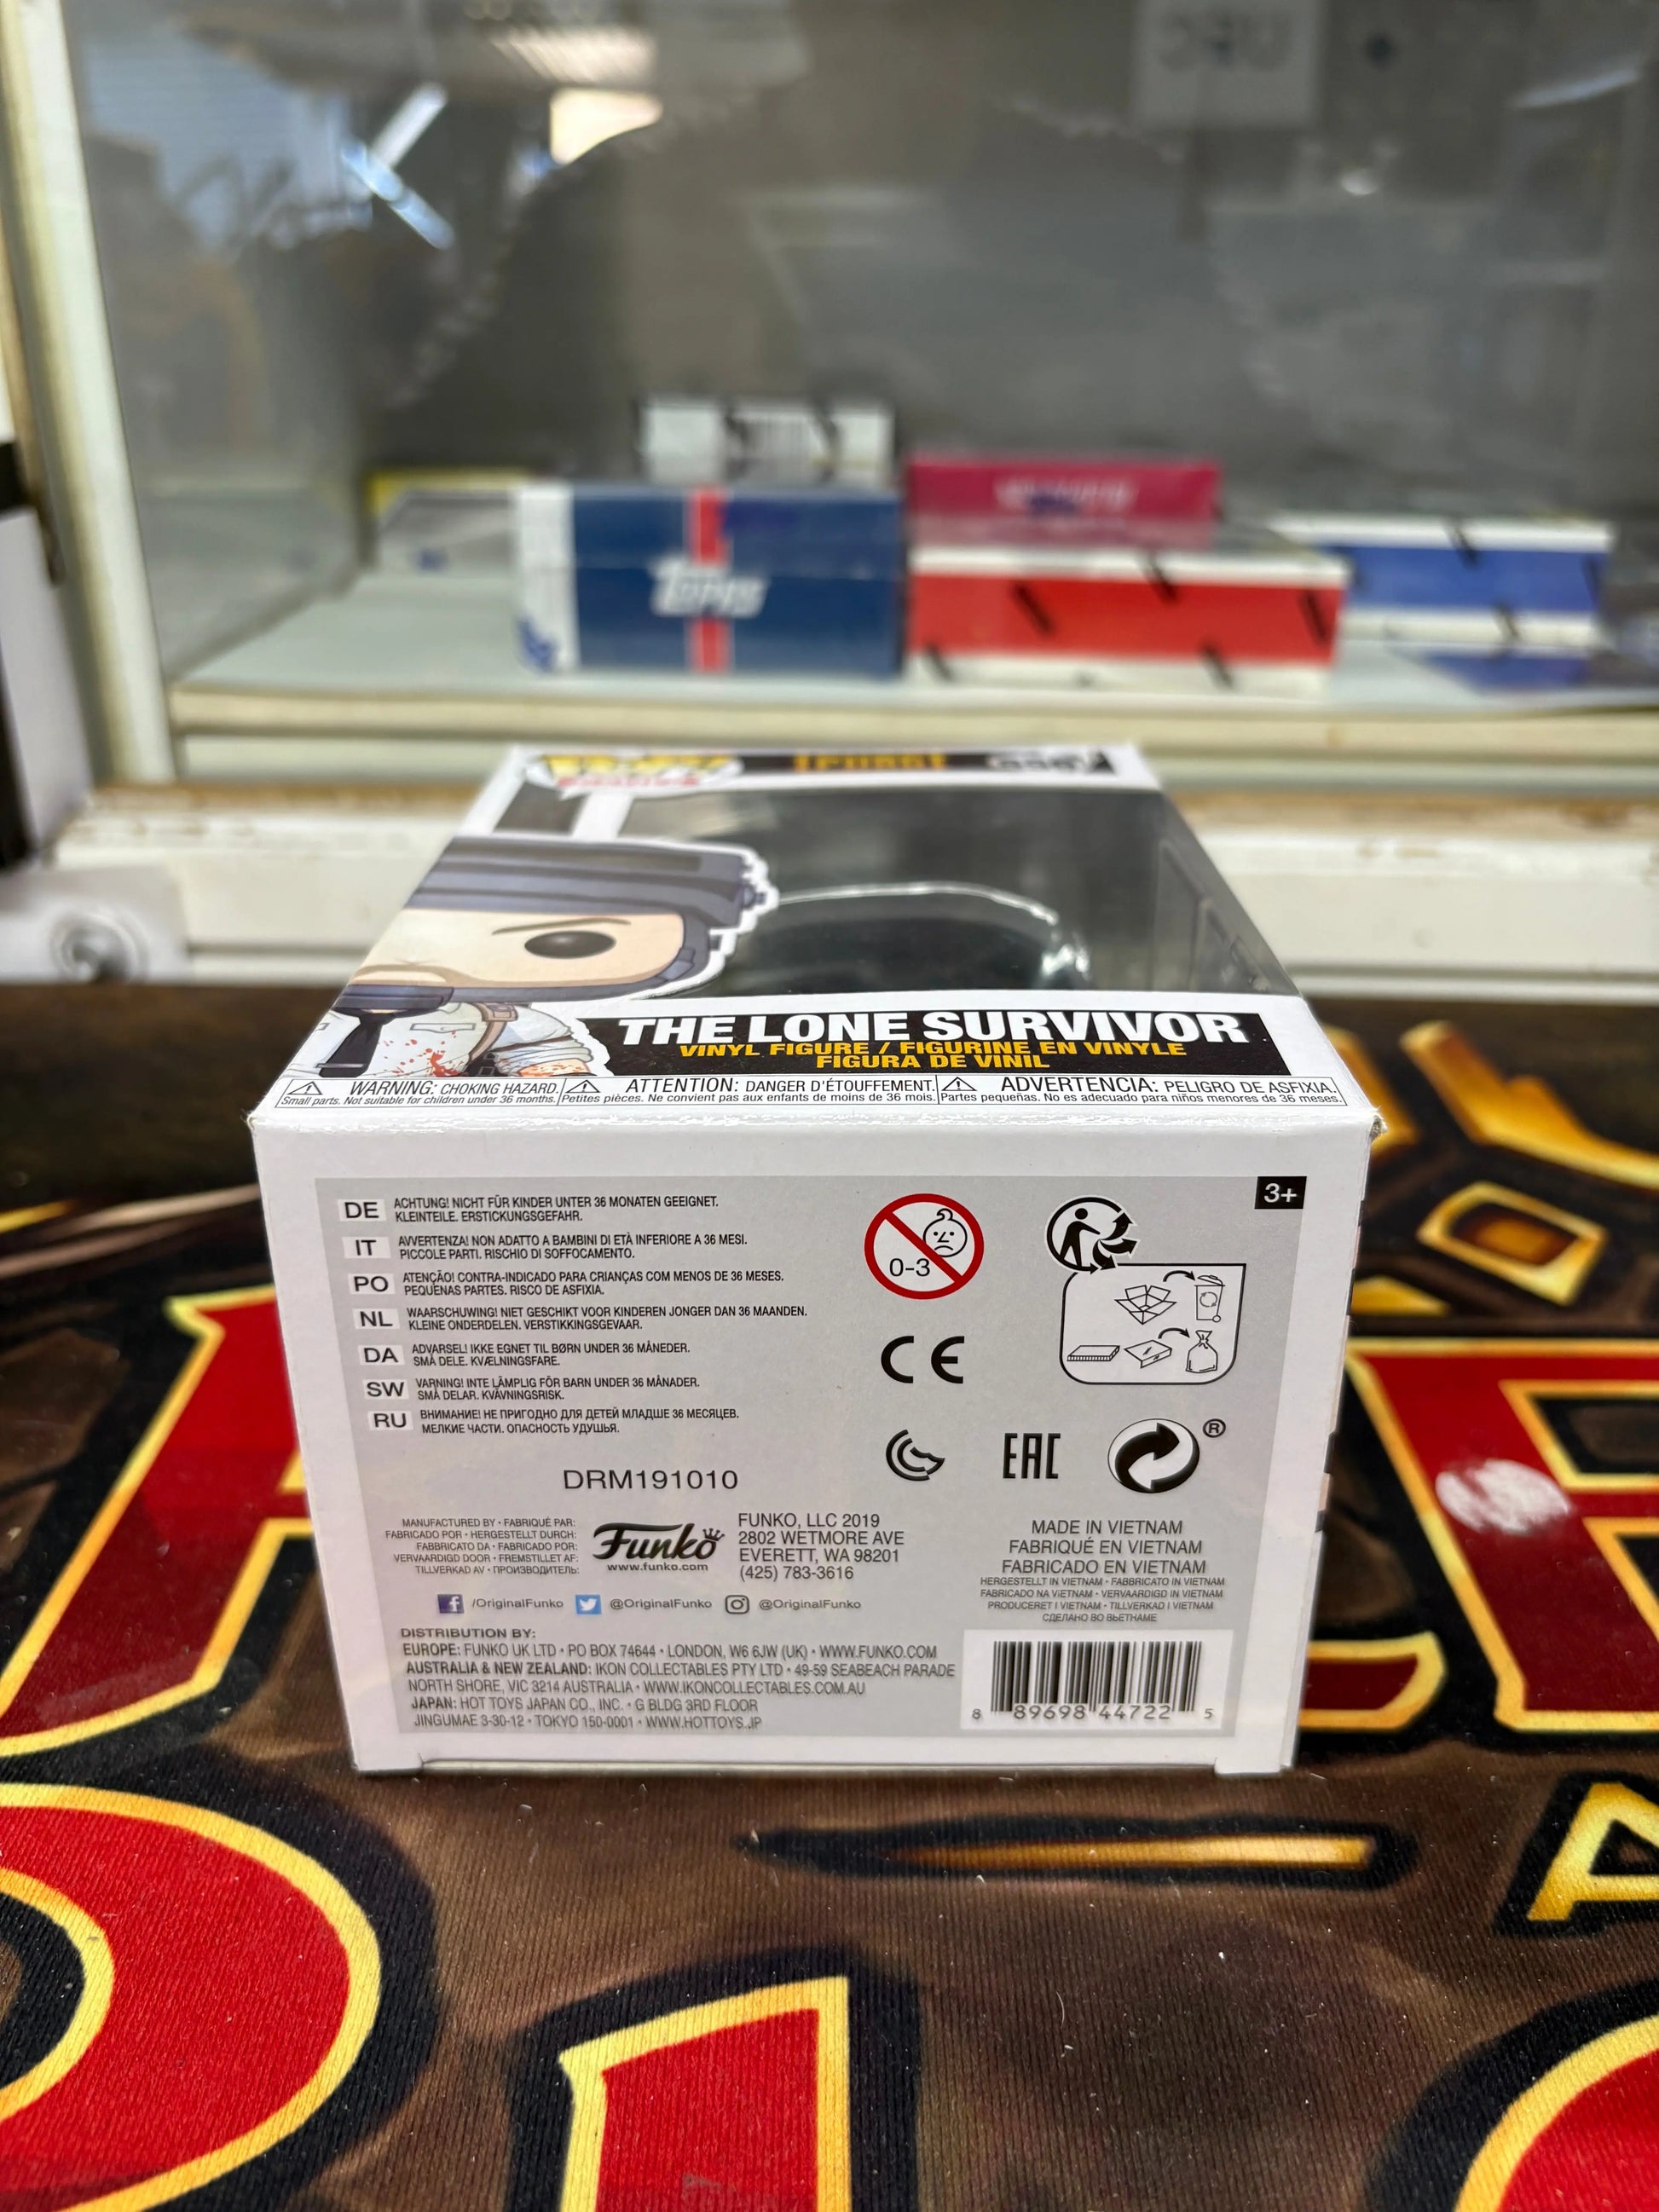 Topps
THE LONE SURVIVOR
VINYL FIGURE / FIGURINE EN VINYLE
FIGURA DE VINIL
WARNING: CHOKING HAZARD.
Small parts. Not suitable for children under 36 months.
ATTENTION: DANGER D'ÉTOUFFEMENT.
Petites pièces. Ne convient pas aux enfants de moins de 36 mois.
ADVERTENCIA: PELIGRO DE ASFIXIA.
Partes pequeñas. No es adecuado para niños menores de 36 meses.
3+
DE ACHTUNG! NICHT FÜR KINDER UNTER 36 MONATEN GEEIGNET.
KLEINTEILE. ERSTICKUNGSGEFAHR.
IT AVVERTENZA! NON ADATTO A BAMBINI DI ETÀ INFERIORE A 36 MESI.
PICCOLE PARTI. RISCHIO DI SOFFOCAMENTO.
PO ATENÇÃO! CONTRA-INDICADO PARA CRIANÇAS COM MENOS DE 36 MESES.
PEQUENAS PARTES. RISCO DE ASFIXIA.
NL WAARSCHUWING! NIET GESCHIKT VOOR KINDEREN JONGER DAN 36 MAANDEN.
KLEINE ONDERDELEN. VERSTIKKINGSGEVAAR.
DA ADVARSEL! IKKE EGNET TIL BØRN UNDER 36 MÅNEDER.
SMÅ DELE. KVÆLNINGSFARE.
SW VARNING! INTE LÄMPLIG FÖR BARN UNDER 36 MÅNADER.
SMÅ DELAR. KVÄVNINGSRISK.
RU ВНИМАНИЕ! НЕ ПРИГОДНО ДЛЯ ДЕТЕЙ МЛАДШЕ 36 МЕСЯЦЕВ.
МЕЛКИЕ ЧАСТИ. ОПАСНОСТЬ УДУШЬЯ.
0-3
CE
EAC
®
DRM191010
MANUFACTURED BY • FABRIQUÉ PAR:
FABRICADO POR • HERGESTELLT DURCH:
FABBRICATO DA • FABRICADO POR:
VERVAARDIGD DOOR • FREMSTILLET AF:
TILLVERKAD AV • ПРОИЗВОДИТЕЛЬ:
Funko
www.funko.com
FUNKO, LLC 2019
2802 WETMORE AVE
EVERETT, WA 98201
(425) 783-3616
/OriginalFunko @OriginalFunko @OriginalFunko
MADE IN VIETNAM
FABRIQUÉ EN VIETNAM
FABRICADO EN VIETNAM
HERGESTELLT IN VIETNAM • FABBRICATO IN VIETNAM
FABRICADO NA VIETNAM • VERVAARDIGD IN VIETNAM
PRODUCERET I VIETNAM • TILLVERKAD I VIETNAM
СДЕЛАНО ВО ВЬЕТНАМЕ
DISTRIBUTION BY:
EUROPE: FUNKO UK LTD • PO BOX 74644 • LONDON, W6 6JW (UK) • WWW.FUNKO.COM
AUSTRALIA & NEW ZEALAND: IKON COLLECTABLES PTY LTD • 49-59 SEABEACH PARADE
NORTH SHORE, VIC 3214 AUSTRALIA • WWW.IKONCOLLECTABLES.COM.AU
JAPAN: HOT TOYS JAPAN CO., INC. • G BLDG 3RD FLOOR
JINGUMAE 3-30-12 • TOKYO 150-0001 • WWW.HOTTOYS.JP
8 89698 44722 5